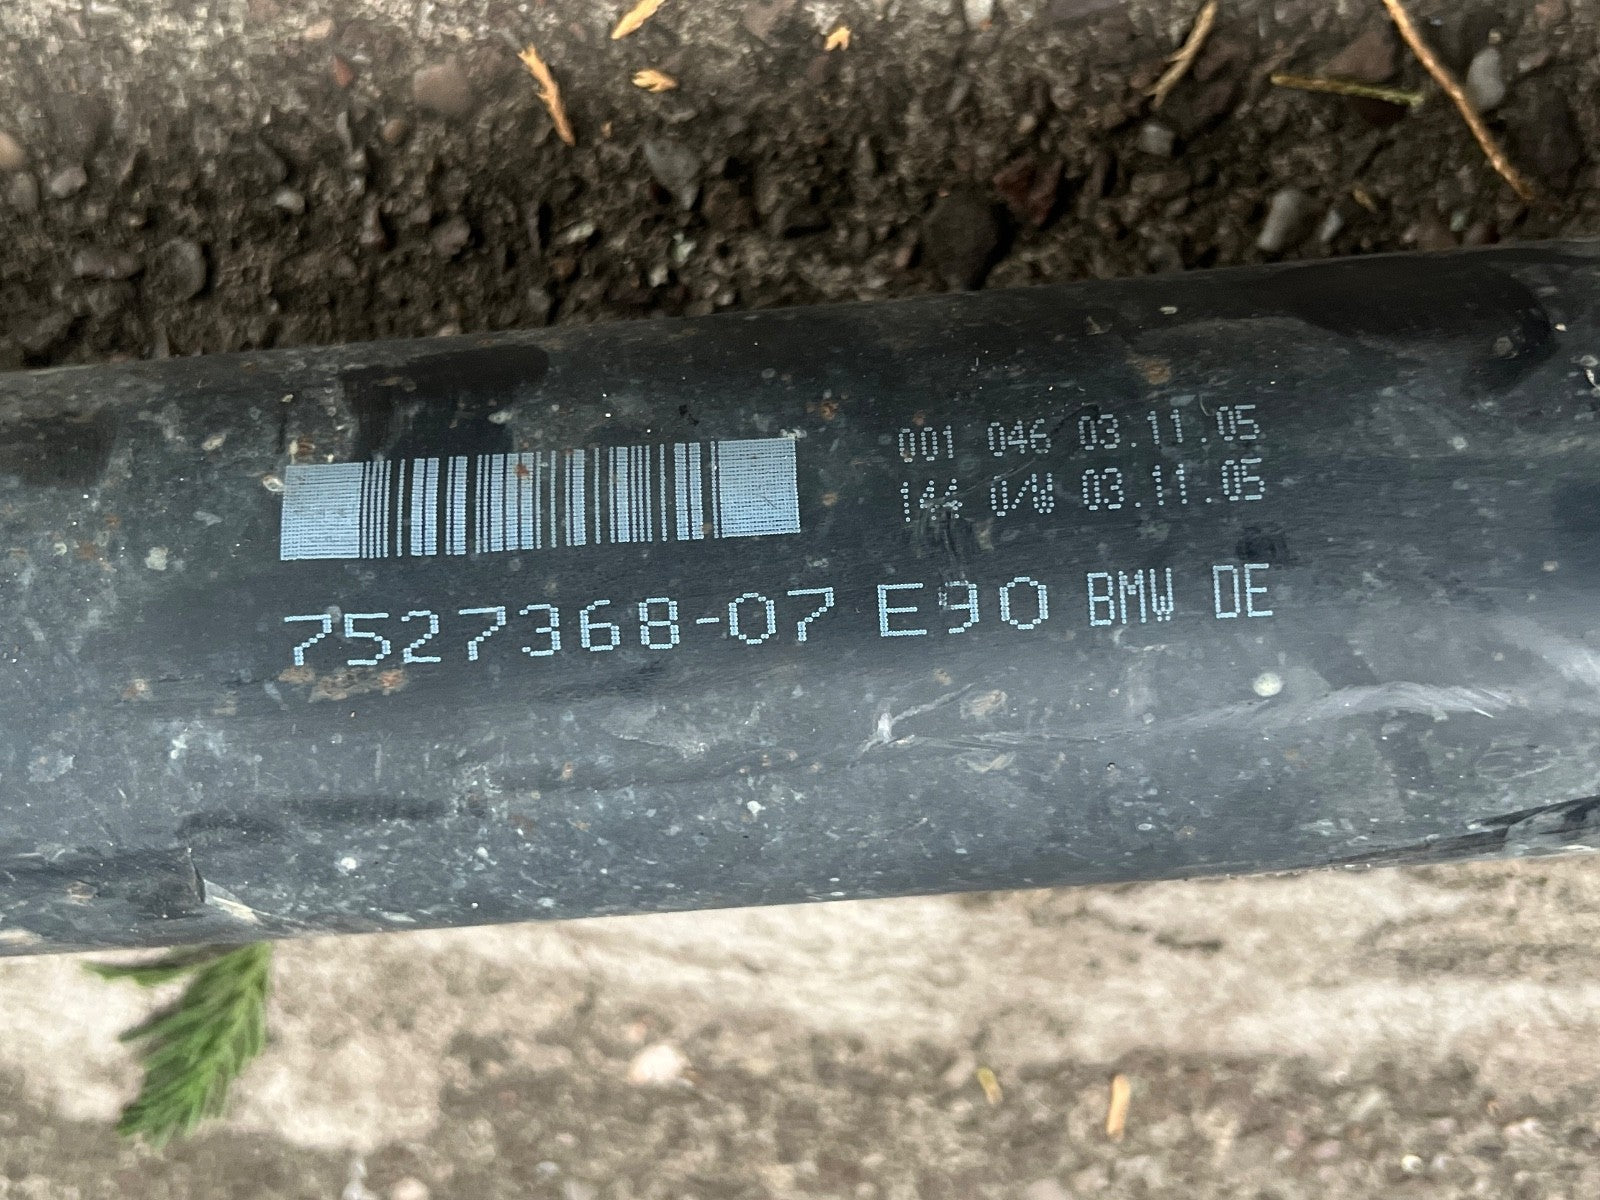 001 046 03.11.05
144 0/N 03.11.05
7527368-07 E90 BMW DE